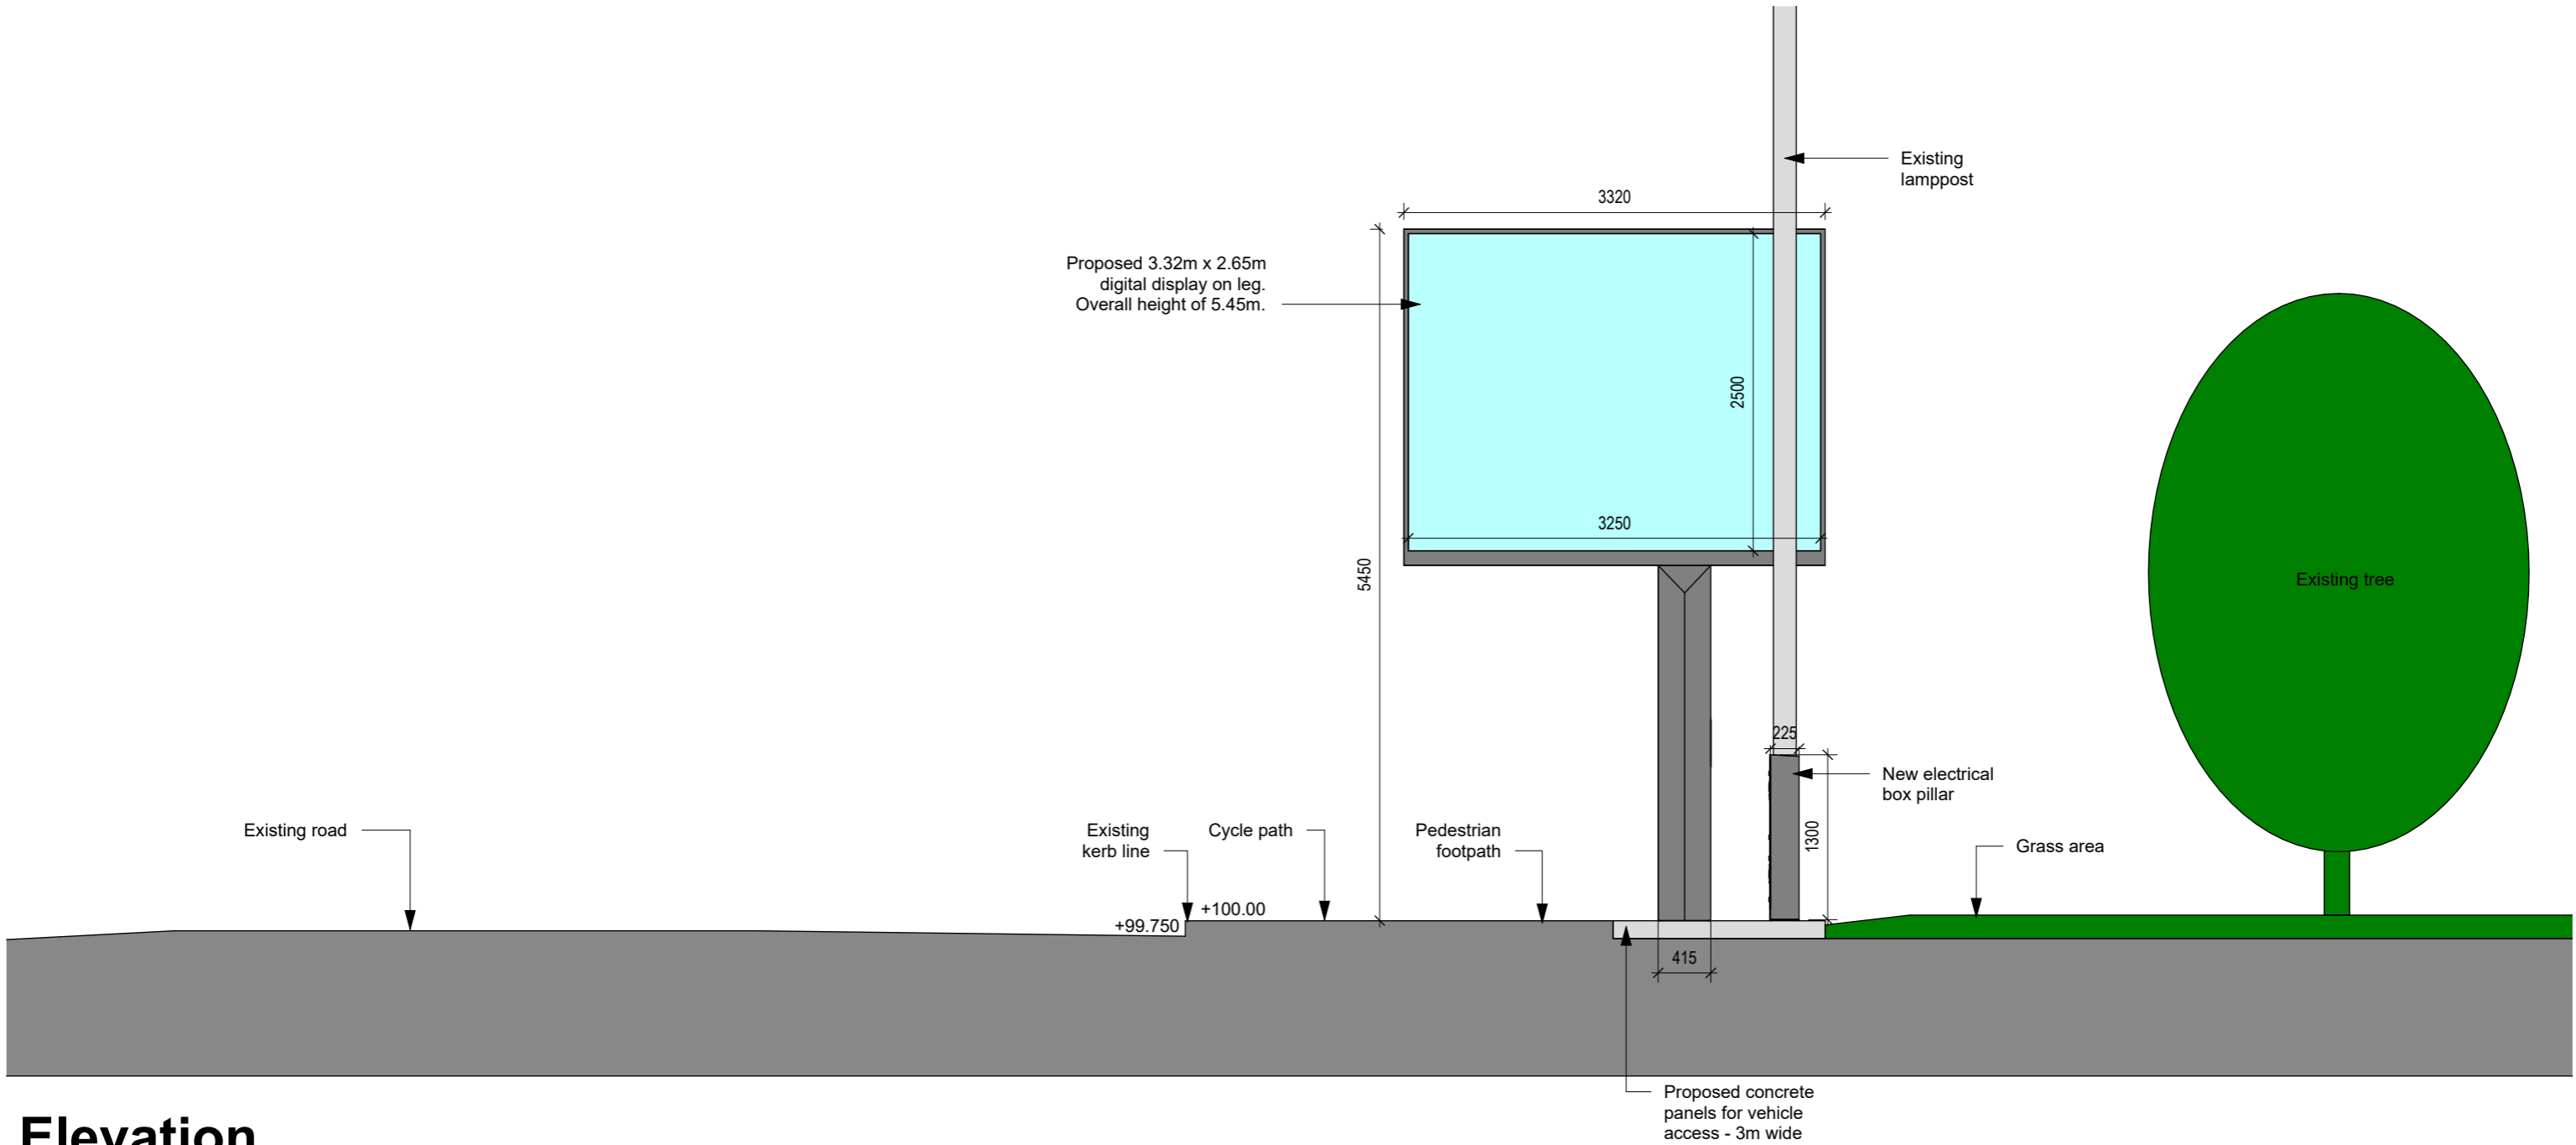 Existing
lamppost
3320
Proposed 3.32m x 2.65m
digital display on leg.
Overall height of 5.45m.
2500
3250
5450
Existing tree
225
New electrical
box pillar
1300
Existing road
Existing
kerb line
Cycle path
Pedestrian
footpath
Grass area
+100.00
+99.750
415
Proposed concrete
panels for vehicle
access - 3m wide
Elevation